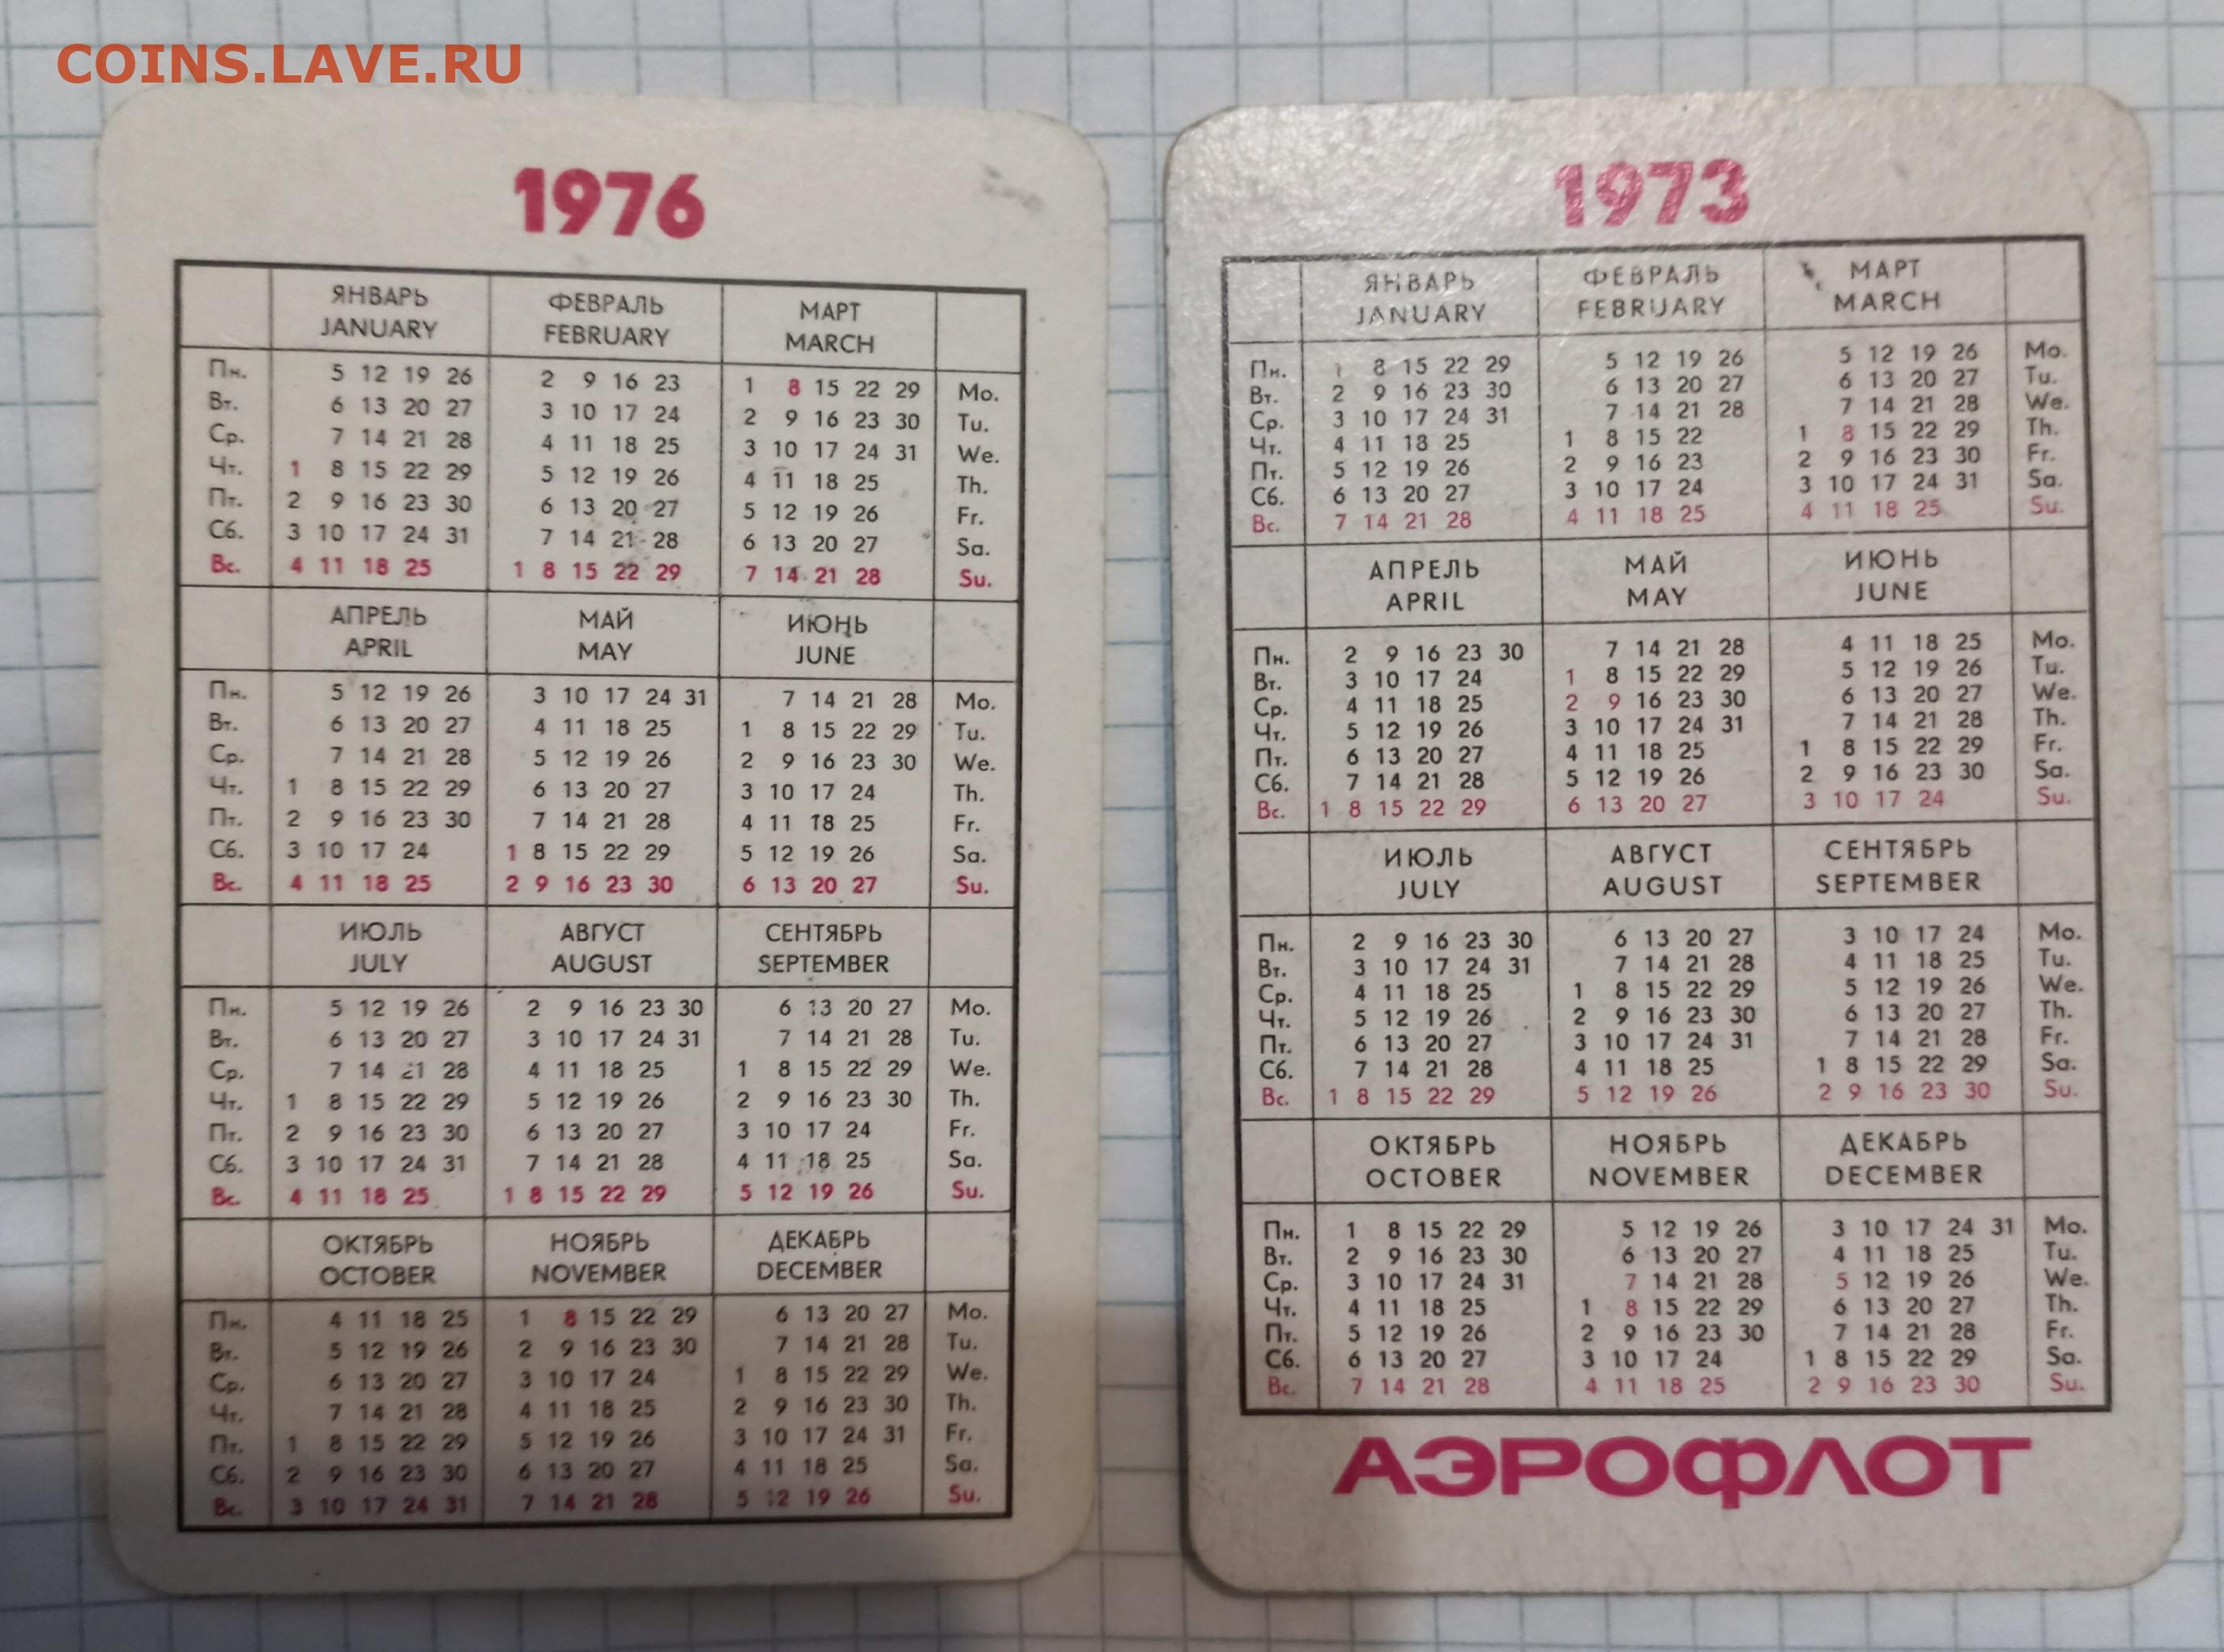 COINS.LAVE.RU
1976
ЯНВАРЬ ФЕВРАЛЬ МАРТ
JANUARY FEBRUARY MARCH
Пн. 5 12 19 26 2 9 16 23 1 8 15 22 29 Mo.
Вт. 6 13 20 27 3 10 17 24 2 9 16 23 30 Tu.
Ср. 7 14 21 28 4 11 18 25 3 10 17 24 31 We.
Чт. 1 8 15 22 29 5 12 19 26 4 11 18 25 Th.
Пт. 2 9 16 23 30 6 13 20 27 5 12 19 26 Fr.
Сб. 3 10 17 24 31 7 14 21 28 6 13 20 27 Sa.
Вс. 4 11 18 25 1 8 15 22 29 7 14 21 28 Su.
АПРЕЛЬ МАЙ ИЮНЬ
APRIL MAY JUNE
Пн. 5 12 19 26 3 10 17 24 31 7 14 21 28 Mo.
Вт. 6 13 20 27 4 11 18 25 1 8 15 22 29 Tu.
Ср. 7 14 21 28 5 12 19 26 2 9 16 23 30 We.
Чт. 1 8 15 22 29 6 13 20 27 3 10 17 24 Th.
Пт. 2 9 16 23 30 7 14 21 28 4 11 18 25 Fr.
Сб. 3 10 17 24 1 8 15 22 29 5 12 19 26 Sa.
Вс. 4 11 18 25 2 9 16 23 30 6 13 20 27 Su.
ИЮЛЬ АВГУСТ СЕНТЯБРЬ
JULY AUGUST SEPTEMBER
Пн. 5 12 19 26 2 9 16 23 30 6 13 20 27 Mo.
Вт. 6 13 20 27 3 10 17 24 31 7 14 21 28 Tu.
Ср. 7 14 21 28 4 11 18 25 1 8 15 22 29 We.
Чт. 1 8 15 22 29 5 12 19 26 2 9 16 23 30 Th.
Пт. 2 9 16 23 30 6 13 20 27 3 10 17 24 Fr.
Сб. 3 10 17 24 31 7 14 21 28 4 11 18 25 Sa.
Вс. 4 11 18 25 1 8 15 22 29 5 12 19 26 Su.
ОКТЯБРЬ НОЯБРЬ ДЕКАБРЬ
OCTOBER NOVEMBER DECEMBER
Пн. 4 11 18 25 1 8 15 22 29 6 13 20 27 Mo.
Вт. 5 12 19 26 2 9 16 23 30 7 14 21 28 Tu.
Ср. 6 13 20 27 3 10 17 24 1 8 15 22 29 We.
Чт. 7 14 21 28 4 11 18 25 2 9 16 23 30 Th.
Пт. 1 8 15 22 29 5 12 19 26 3 10 17 24 31 Fr.
Сб. 2 9 16 23 30 6 13 20 27 4 11 18 25 Sa.
Вс. 3 10 17 24 31 7 14 21 28 5 12 19 26 Su.
1973
ЯНВАРЬ ФЕВРАЛЬ МАРТ
JANUARY FEBRUARY MARCH
Пн. 1 8 15 22 29 5 12 19 26 5 12 19 26 Mo.
Вт. 2 9 16 23 30 6 13 20 27 6 13 20 27 Tu.
Ср. 3 10 17 24 31 7 14 21 28 7 14 21 28 We.
Чт. 4 11 18 25 1 8 15 22 1 8 15 22 29 Th.
Пт. 5 12 19 26 2 9 16 23 2 9 16 23 30 Fr.
Сб. 6 13 20 27 3 10 17 24 3 10 17 24 31 Sa.
Вс. 7 14 21 28 4 11 18 25 4 11 18 25 Su.
АПРЕЛЬ МАЙ ИЮНЬ
APRIL MAY JUNE
Пн. 2 9 16 23 30 7 14 21 28 4 11 18 25 Mo.
Вт. 3 10 17 24 1 8 15 22 29 5 12 19 26 Tu.
Ср. 4 11 18 25 2 9 16 23 30 6 13 20 27 We.
Чт. 5 12 19 26 3 10 17 24 31 7 14 21 28 Th.
Пт. 6 13 20 27 4 11 18 25 1 8 15 22 29 Fr.
Сб. 7 14 21 28 5 12 19 26 2 9 16 23 30 Sa.
Вс. 1 8 15 22 29 6 13 20 27 3 10 17 24 Su.
ИЮЛЬ АВГУСТ СЕНТЯБРЬ
JULY AUGUST SEPTEMBER
Пн. 2 9 16 23 30 6 13 20 27 3 10 17 24 Mo.
Вт. 3 10 17 24 31 7 14 21 28 4 11 18 25 Tu.
Ср. 4 11 18 25 1 8 15 22 29 5 12 19 26 We.
Чт. 5 12 19 26 2 9 16 23 30 6 13 20 27 Th.
Пт. 6 13 20 27 3 10 17 24 31 7 14 21 28 Fr.
Сб. 7 14 21 28 4 11 18 25 1 8 15 22 29 Sa.
Вс. 1 8 15 22 29 5 12 19 26 2 9 16 23 30 Su.
ОКТЯБРЬ НОЯБРЬ ДЕКАБРЬ
OCTOBER NOVEMBER DECEMBER
Пн. 1 8 15 22 29 5 12 19 26 3 10 17 24 31 Mo.
Вт. 2 9 16 23 30 6 13 20 27 4 11 18 25 Tu.
Ср. 3 10 17 24 31 7 14 21 28 5 12 19 26 We.
Чт. 4 11 18 25 1 8 15 22 29 6 13 20 27 Th.
Пт. 5 12 19 26 2 9 16 23 30 7 14 21 28 Fr.
Сб. 6 13 20 27 3 10 17 24 1 8 15 22 29 Sa.
Вс. 7 14 21 28 4 11 18 25 2 9 16 23 30 Su.
АЭРОФЛОТ